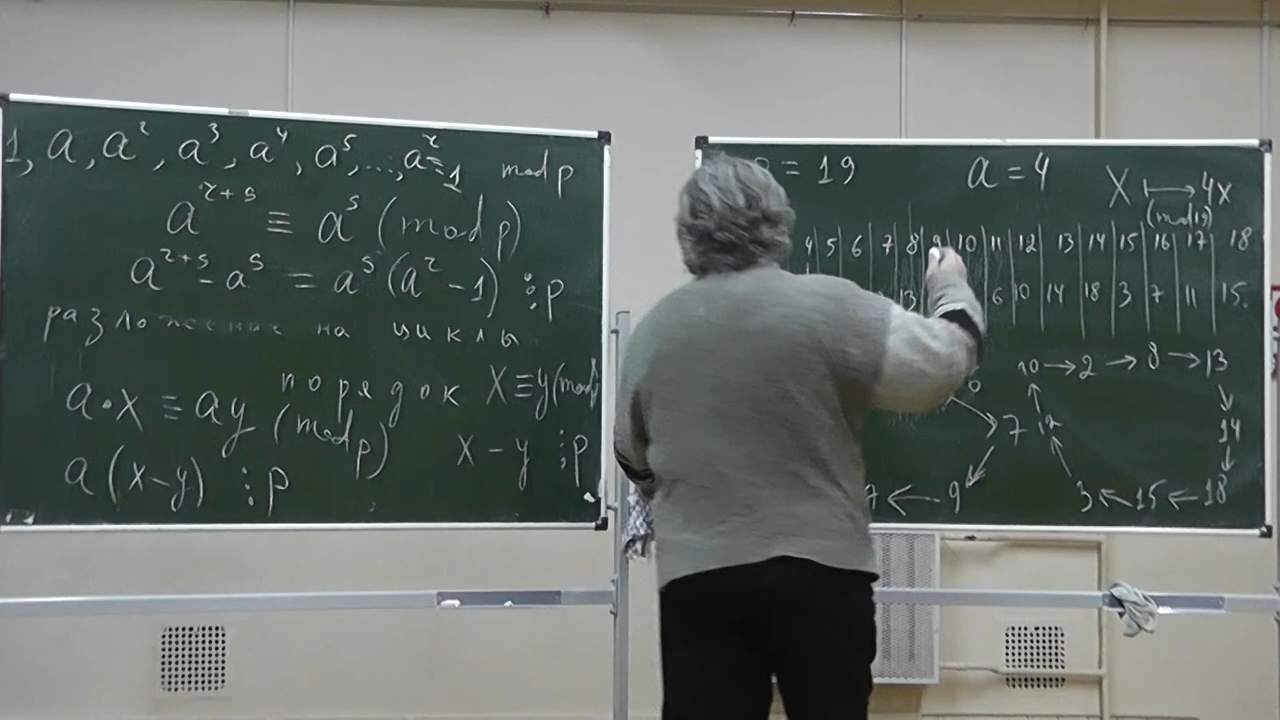 1, a, a², a³, a⁴, a⁵, ..., aʳ ≡ 1 mod p
aʳ⁺ˢ ≡ aˢ (mod p)
aʳ⁺ˢ - aˢ = aˢ(aʳ - 1) ⋮ p
разложение на циклы
порядок x ≡ y (mod
a·x ≡ ay (mod p)
x - y ⋮ p
a(x-y) ⋮ p
= 19 a = 4 X ↦ 4x
(mod 19)
4 5 6 7 8 9 10 11 12 13 14 15 16 17 18
13 6 10 14 18 3 7 11 15
10 → 2 → 8 → 13
7 12 14
7 ← 9 3 ← 15 ← 18